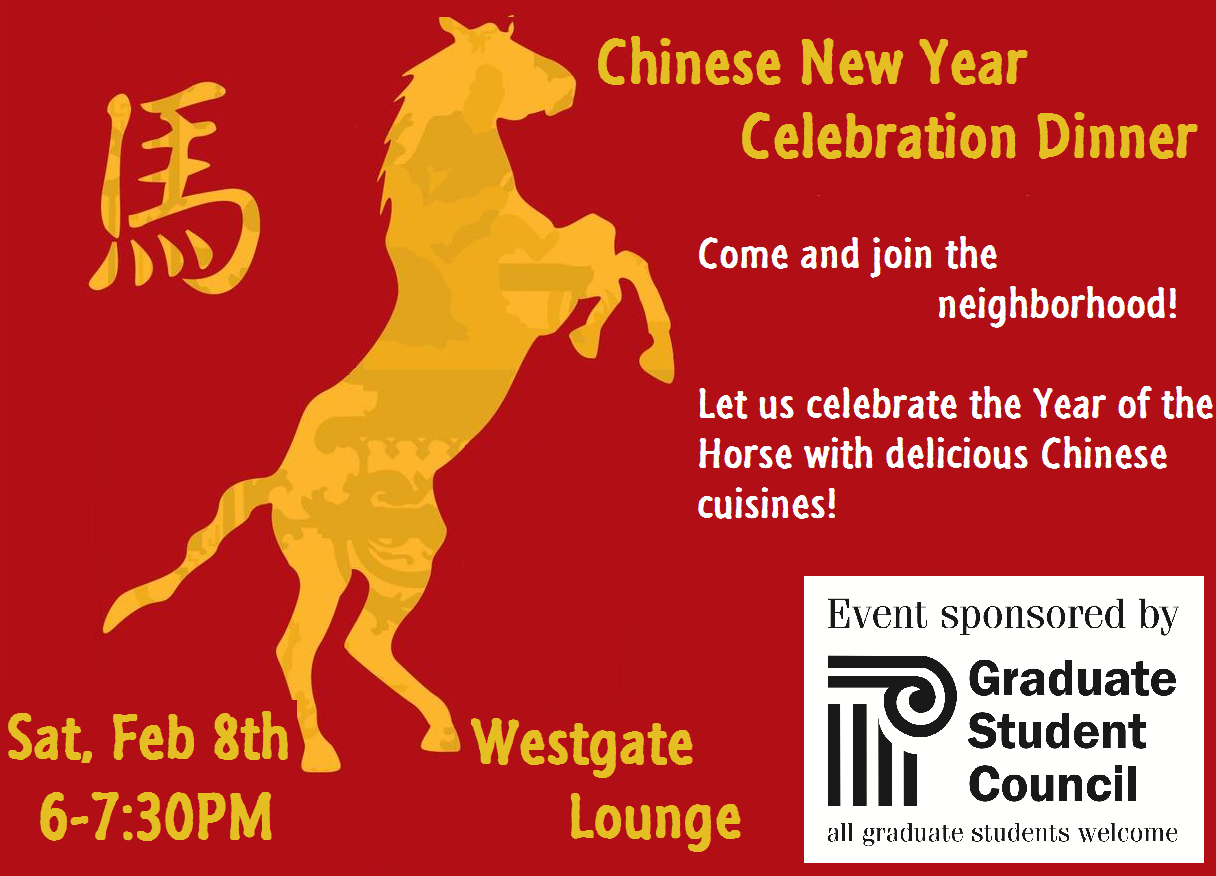 馬
Chinese New Year
Celebration Dinner
Come and join the
neighborhood!
Let us celebrate the Year of the
Horse with delicious Chinese
cuisines!
Sat, Feb 8th
6-7:30PM
Westgate
Lounge
Event sponsored by
Graduate
Student
Council
all graduate students welcome